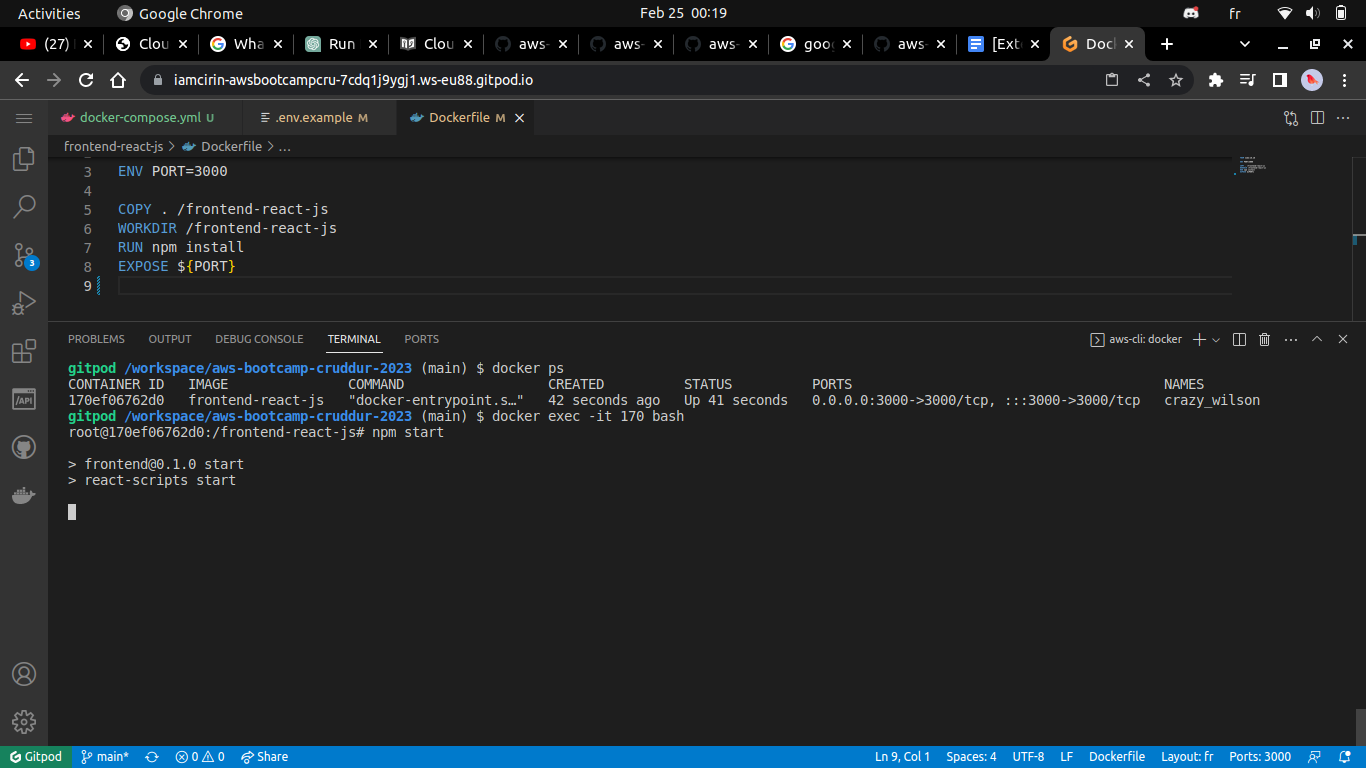 Activities Google Chrome Feb 25 00:19 fr
(27) Clou Wha Run Clou aws- aws- aws- goog aws- [Exte Doc
iamcirin-awsbootcampcru-7cdq1j9ygj1.ws-eu88.gitpod.io
docker-compose.yml U .env.example M Dockerfile M
frontend-react-js > Dockerfile > ...
3 ENV PORT=3000
4
5 COPY . /frontend-react-js
6 WORKDIR /frontend-react-js
7 RUN npm install
8 EXPOSE ${PORT}
9
3
/API
PROBLEMS OUTPUT DEBUG CONSOLE TERMINAL PORTS aws-cli: docker
gitpod /workspace/aws-bootcamp-cruddur-2023 (main) $ docker ps
CONTAINER ID IMAGE COMMAND CREATED STATUS PORTS NAMES
170ef06762d0 frontend-react-js "docker-entrypoint.s…" 42 seconds ago Up 41 seconds 0.0.0.0:3000->3000/tcp, :::3000->3000/tcp crazy_wilson
gitpod /workspace/aws-bootcamp-cruddur-2023 (main) $ docker exec -it 170 bash
root@170ef06762d0:/frontend-react-js# npm start
> frontend@0.1.0 start
> react-scripts start
Gitpod main* 0 0 Share Ln 9, Col 1 Spaces: 4 UTF-8 LF Dockerfile Layout: fr Ports: 3000